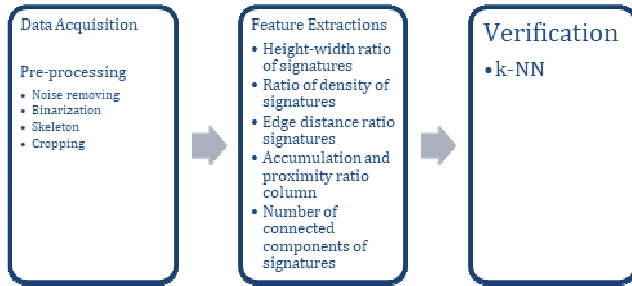 Data Acquisition
Pre-processing
• Noise removing
• Binarization
• Skeleton
• Cropping
Feature Extractions
• Height-width ratio
of signatures
• Ratio of density of
signatures
• Edge distance ratio
signatures
• Accumulation and
proximity ratio
column
• Number of
connected
components of
signatures
Verification
• k-NN